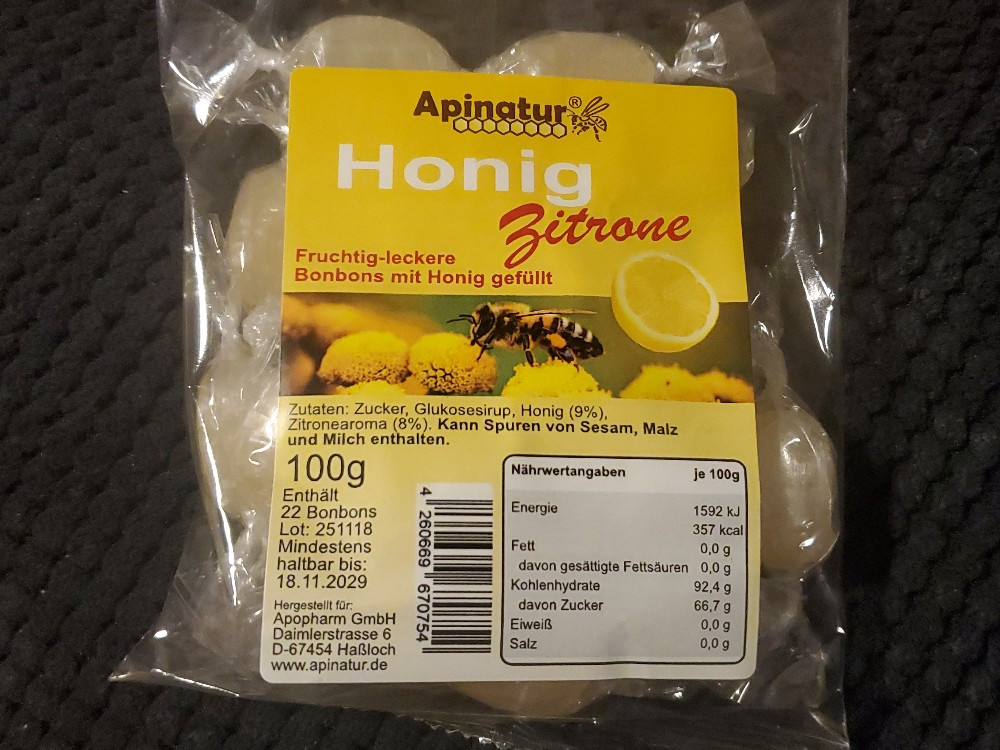 Apinatur®
Honig
Zitrone
Fruchtig-leckere
Bonbons mit Honig gefüllt
Zutaten: Zucker, Glukosesirup, Honig (9%),
Zitronearoma (8%). Kann Spuren von Sesam, Malz
und Milch enthalten.
100g
Enthält
22 Bonbons
Lot: 251118
Mindestens
haltbar bis:
18.11.2029
Hergestellt für:
Apopharm GmbH
Daimlerstrasse 6
D-67454 Haßloch
www.apinatur.de
4 260669 670754
Nährwertangaben je 100g
Energie 1592 kJ
357 kcal
Fett 0,0 g
davon gesättigte Fettsäuren 0,0 g
Kohlenhydrate 92,4 g
davon Zucker 66,7 g
Eiweiß 0,0 g
Salz 0,0 g